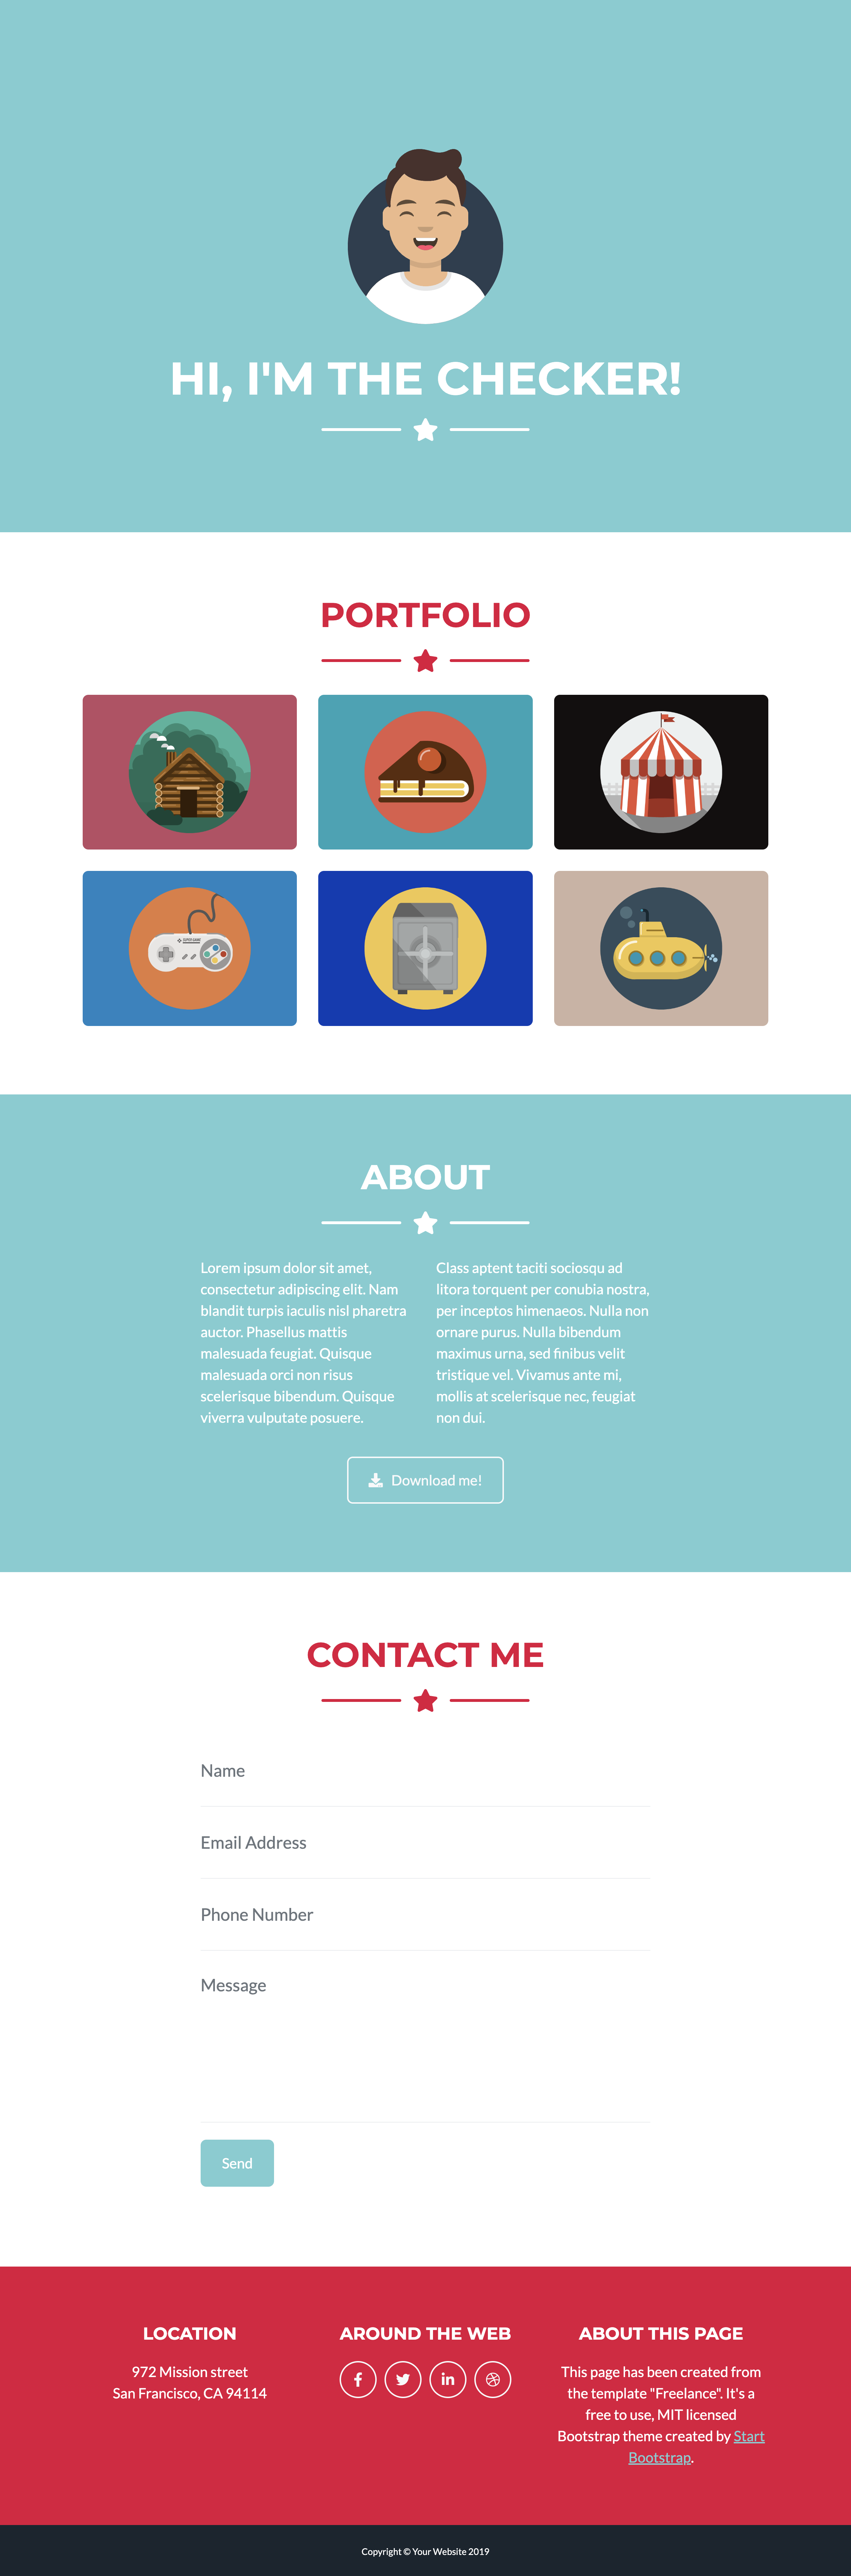 HI, I'M THE CHECKER!
PORTFOLIO
ABOUT
Lorem ipsum dolor sit amet,
consectetur adipiscing elit. Nam
blandit turpis iaculis nisl pharetra
auctor. Phasellus mattis
malesuada feugiat. Quisque
malesuada orci non risus
scelerisque bibendum. Quisque
viverra vulputate posuere.
Class aptent taciti sociosqu ad
litora torquent per conubia nostra,
per inceptos himenaeos. Nulla non
ornare purus. Nulla bibendum
maximus urna, sed finibus velit
tristique vel. Vivamus ante mi,
mollis at scelerisque nec, feugiat
non dui.
Download me!
CONTACT ME
Name
Email Address
Phone Number
Message
Send
LOCATION
972 Mission street
San Francisco, CA 94114
AROUND THE WEB
ABOUT THIS PAGE
This page has been created from
the template "Freelance". It's a
free to use, MIT licensed
Bootstrap theme created by Start
Bootstrap.
Copyright © Your Website 2019